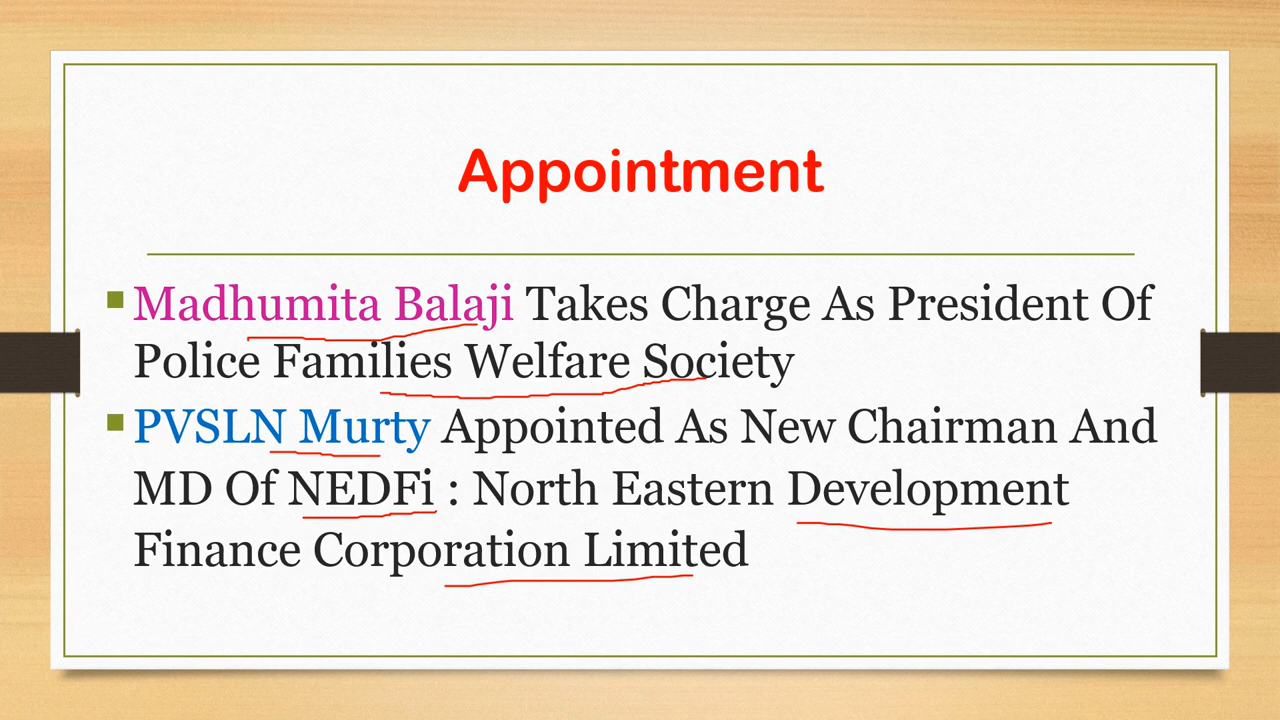 Appointment
Madhumita Balaji Takes Charge As President Of
Police Families Welfare Society
PVSLN Murty Appointed As New Chairman And
MD Of NEDFi : North Eastern Development
Finance Corporation Limited